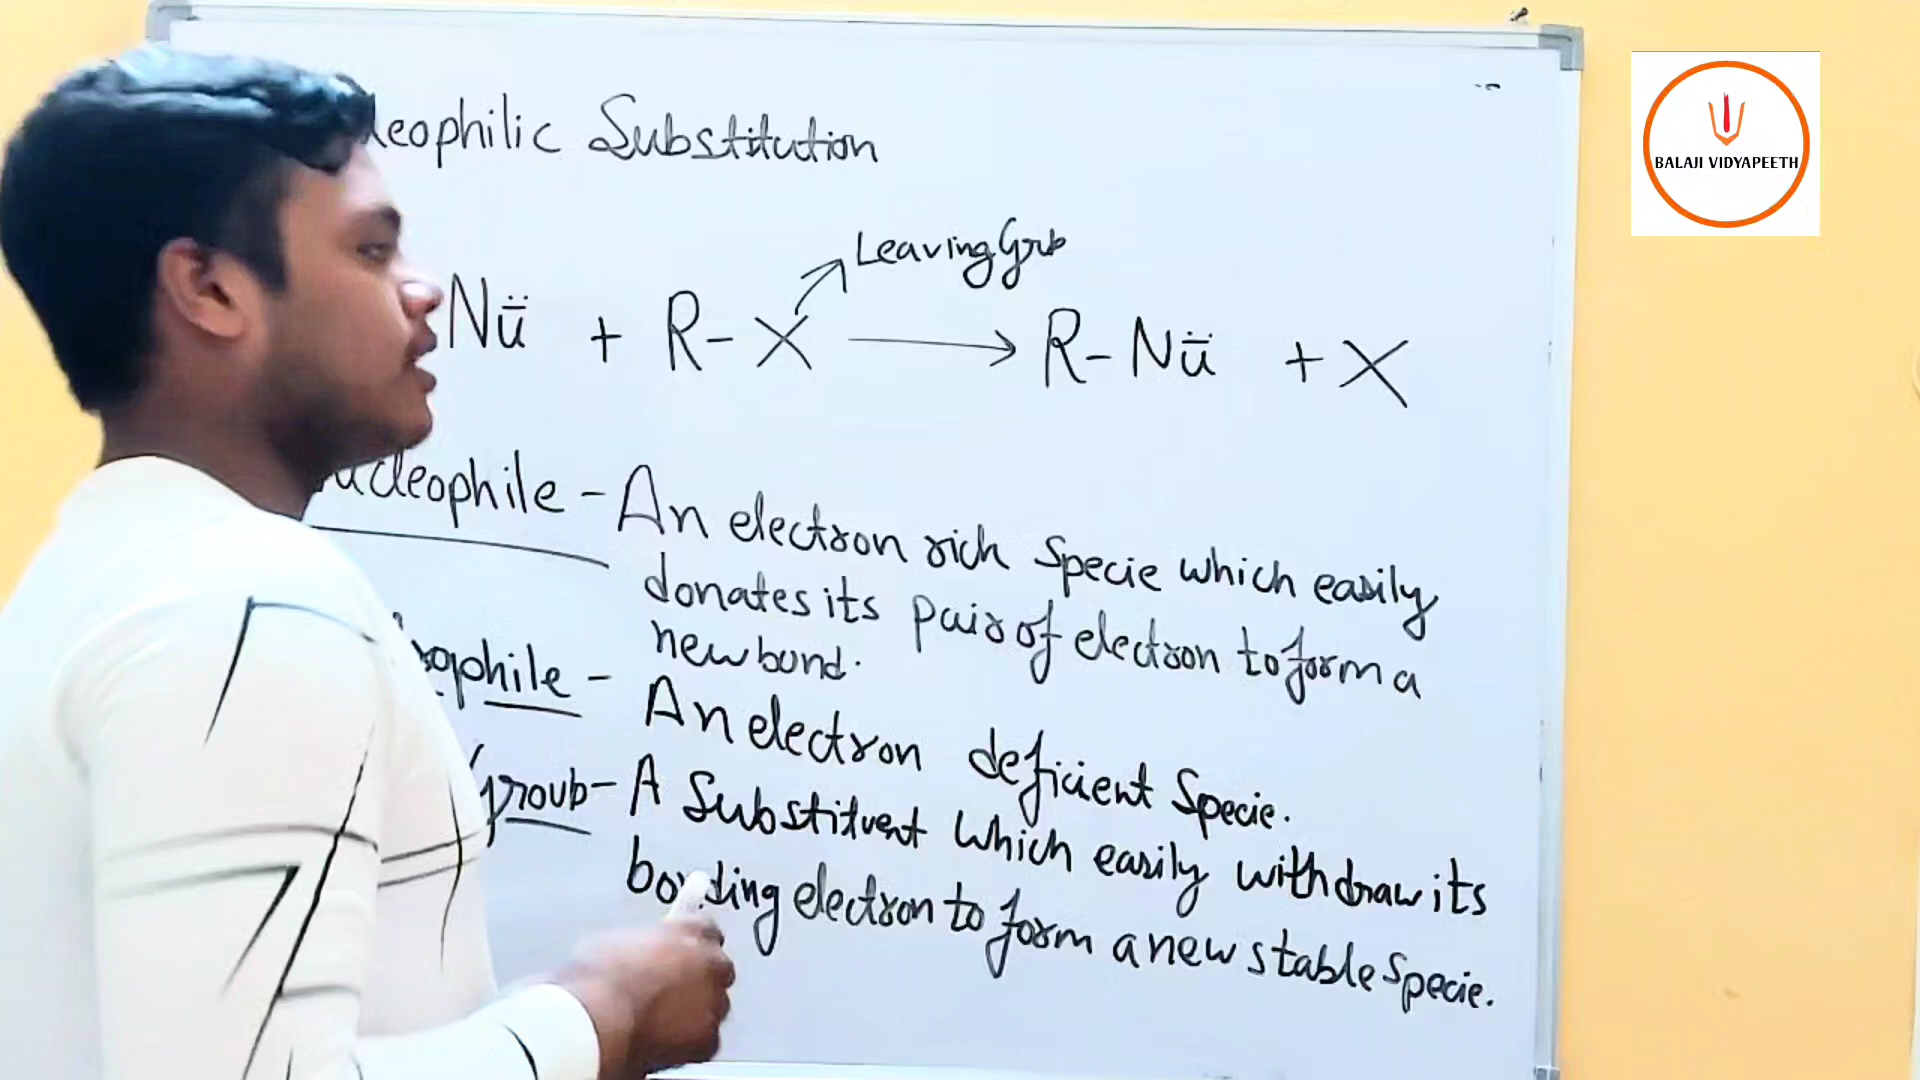 leophilic Substitution
Leaving Grub
Nü + R-X → R-Nü + X
ucleophile - An electron rich Specie which easily
donates its pair of electron to form a
new bond.
ophile - An electron deficient Specie.
Group - A Substituent which easily withdraw its
bonding electron to form a new stable Specie.
BALAJI VIDYAPEETH